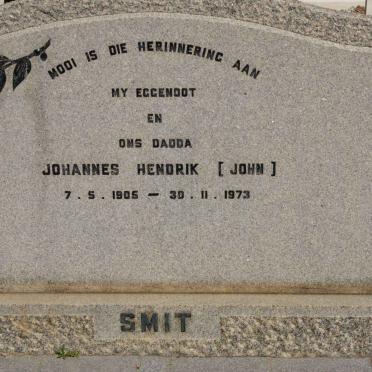 MOOI IS DIE HERINNERING AAN
MY EGGENOOT
EN
ONS DADDA
JOHANNES HENDRIK [JOHN]
7.5.1905 — 30.11.1973
SMIT